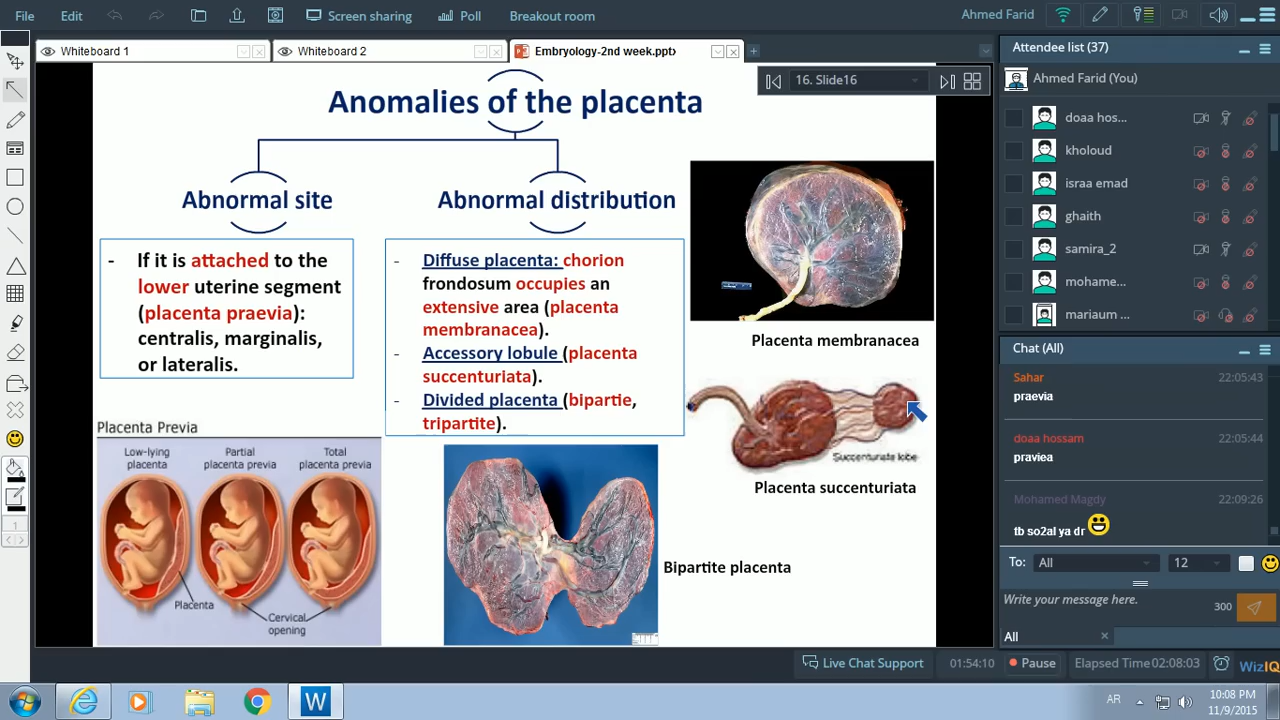 File Edit Screen sharing Poll Breakout room Ahmed Farid
Whiteboard 1 Whiteboard 2 Embryology-2nd week.ppt
16. Slide16
Anomalies of the placenta
Abnormal site
- If it is attached to the
lower uterine segment
(placenta praevia):
centralis, marginalis,
or lateralis.
Abnormal distribution
- Diffuse placenta: chorion
frondosum occupies an
extensive area (placenta
membranacea).
- Accessory lobule (placenta
succenturiata).
- Divided placenta (bipartie,
tripartite).
Placenta membranacea
Succenturiate lobe
Placenta succenturiata
Bipartite placenta
Placenta Previa
Low-lying
placenta
Partial
placenta previa
Total
placenta previa
Placenta
Cervical
opening
1
Attendee list (37)
Ahmed Farid (You)
doaa hos...
kholoud
israa emad
ghaith
samira_2
mohame...
mariaum ...
Chat (All)
Sahar 22:05:43
praevia
doaa hossam 22:05:44
praviea
Mohamed Magdy 22:09:26
tb so2al ya dr
To: All 12
Write your message here.
300
All
Live Chat Support 01:54:10 Pause Elapsed Time 02:08:03 WizIQ
AR 10:08 PM
11/9/2015